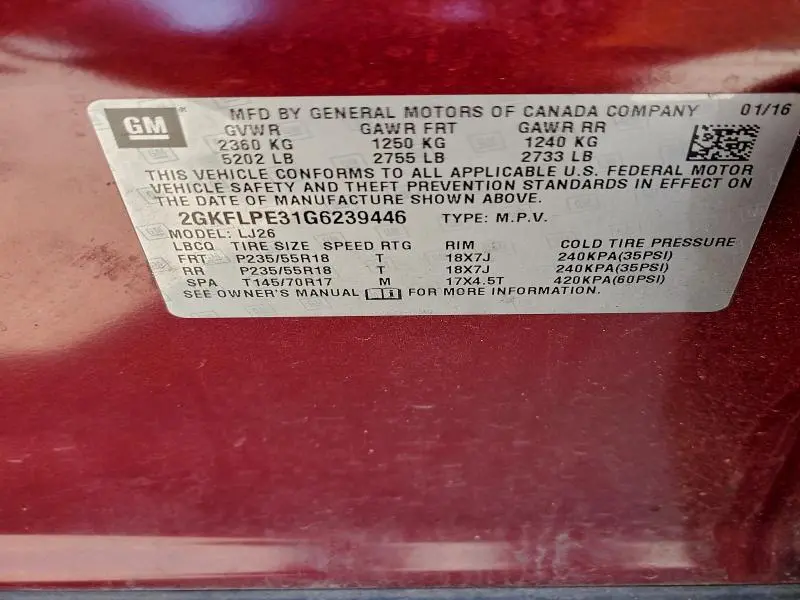 GM MFD BY GENERAL MOTORS OF CANADA COMPANY 01/16
GVWR GAWR FRT GAWR RR
2360 KG 1250 KG 1240 KG
5202 LB 2755 LB 2733 LB
THIS VEHICLE CONFORMS TO ALL APPLICABLE U.S. FEDERAL MOTOR
VEHICLE SAFETY AND THEFT PREVENTION STANDARDS IN EFFECT ON
THE DATE OF MANUFACTURE SHOWN ABOVE.
2GKFLPE31G6239446 TYPE: M.P.V.
MODEL: LJ26
LBCQ TIRE SIZE SPEED RTG RIM COLD TIRE PRESSURE
FRT P235/55R18 T 18X7J 240KPA(35PSI)
RR P235/55R18 T 18X7J 240KPA(35PSI)
SPA T145/70R17 M 17X4.5T 420KPA(60PSI)
SEE OWNER'S MANUAL FOR MORE INFORMATION.